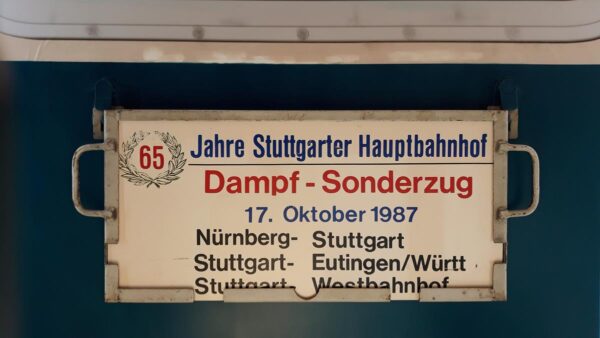 65 Jahre Stuttgarter Hauptbahnhof
Dampf - Sonderzug
17. Oktober 1987
Nürnberg- Stuttgart
Stuttgart- Eutingen/Württ
Stuttgart- Westbahnhof